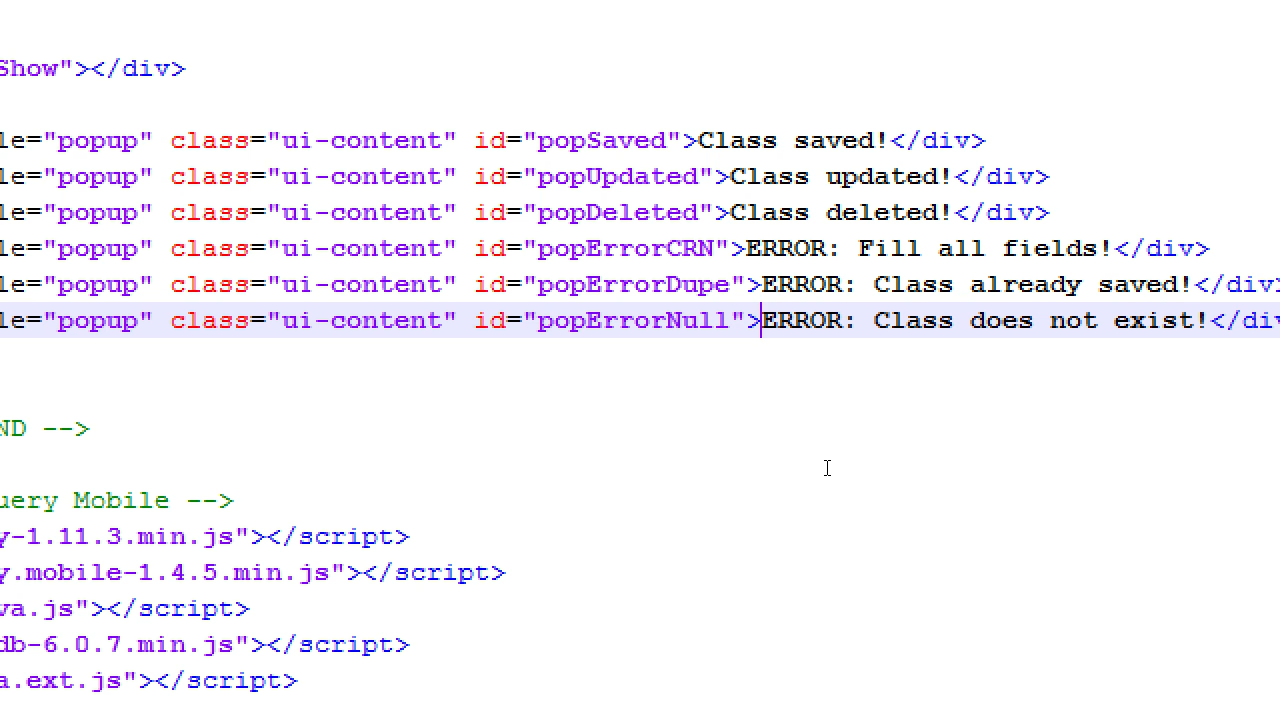 Show"></div>
le="popup" class="ui-content" id="popSaved">Class saved!</div>
le="popup" class="ui-content" id="popUpdated">Class updated!</div>
le="popup" class="ui-content" id="popDeleted">Class deleted!</div>
le="popup" class="ui-content" id="popErrorCRN">ERROR: Fill all fields!</div>
le="popup" class="ui-content" id="popErrorDupe">ERROR: Class already saved!</div
le="popup" class="ui-content" id="popErrorNull">ERROR: Class does not exist!</div
ND -->
uery Mobile -->
y-1.11.3.min.js"></script>
y.mobile-1.4.5.min.js"></script>
va.js"></script>
db-6.0.7.min.js"></script>
a.ext.js"></script>